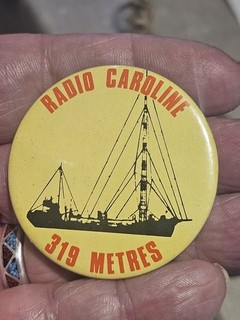 RADIO CAROLINE
319 METRES